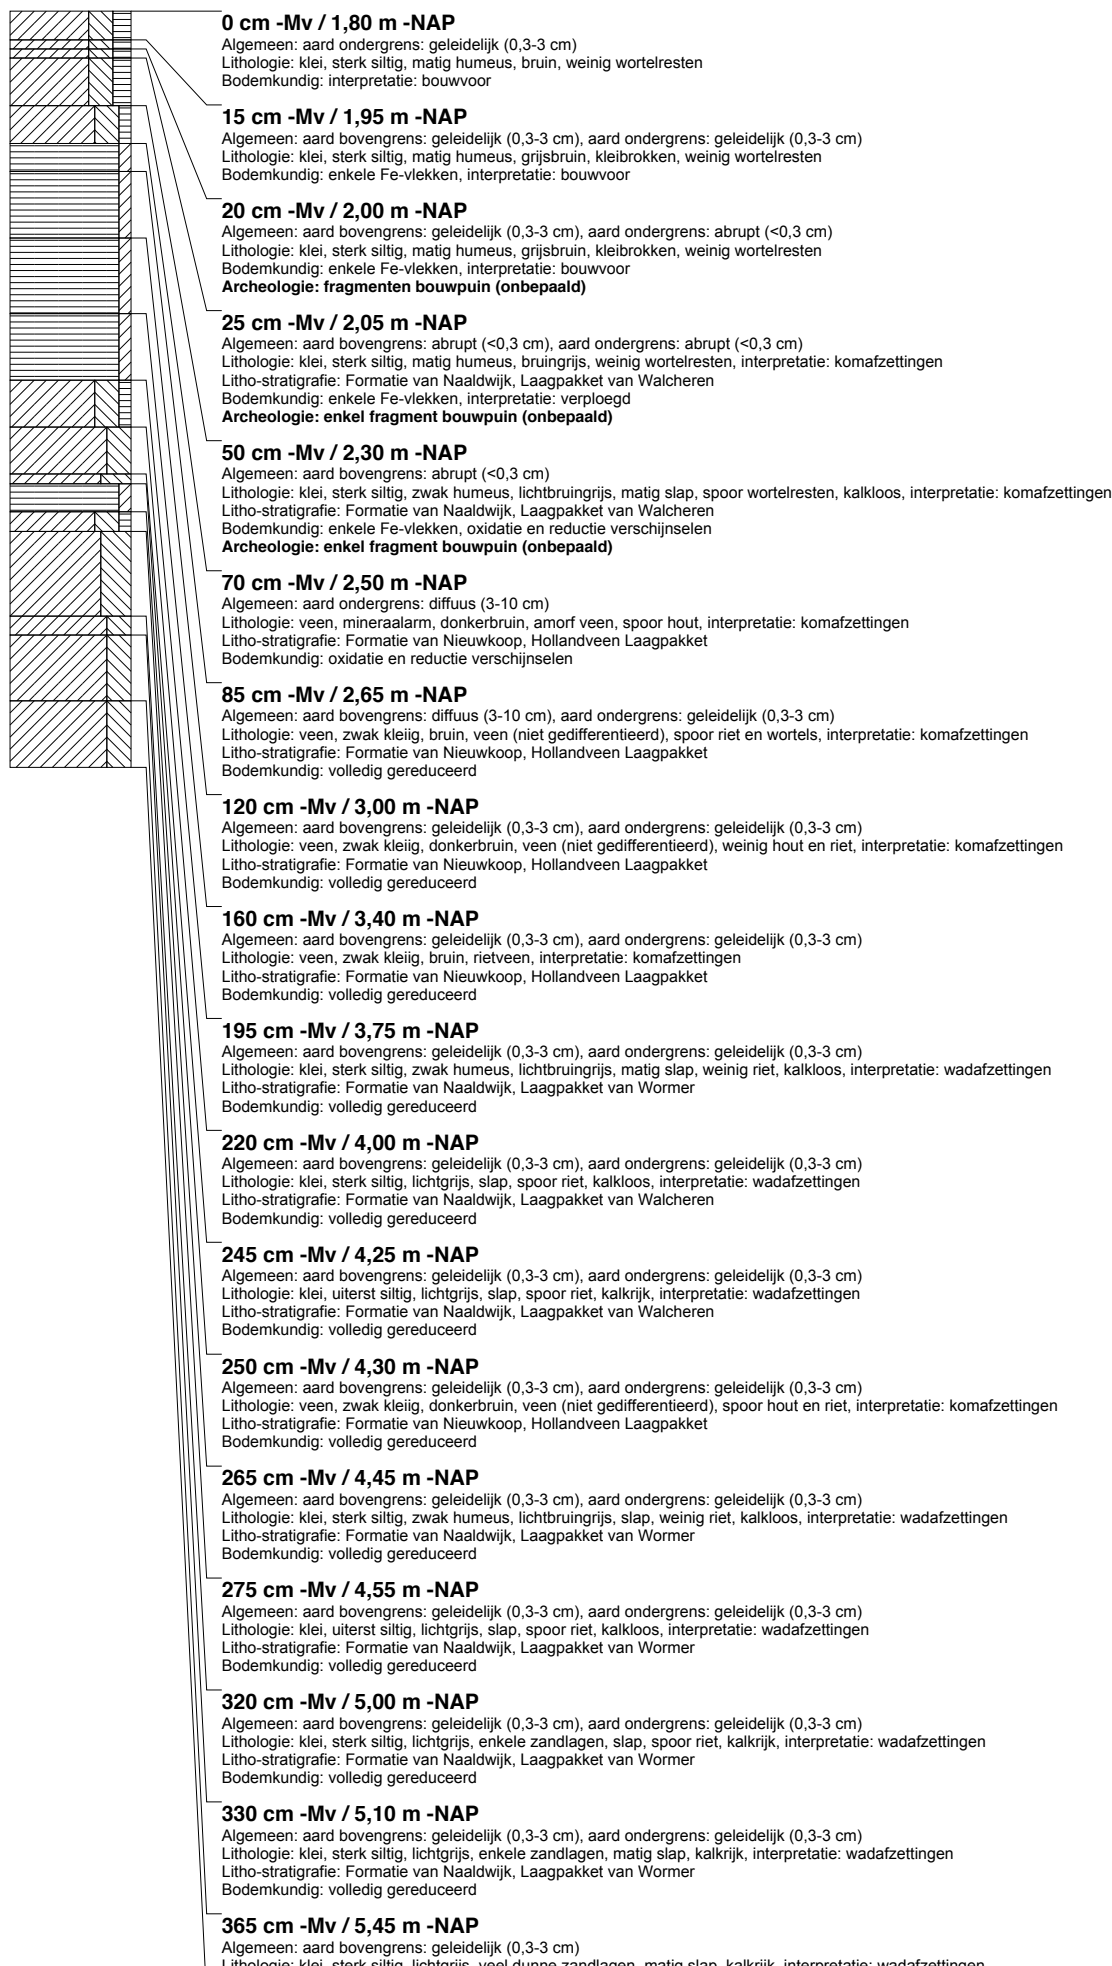 0 cm -Mv / 1,80 m -NAP
Algemeen: aard ondergrens: geleidelijk (0,3-3 cm)
Lithologie: klei, sterk siltig, matig humeus, bruin, weinig wortelresten
Bodemkundig: interpretatie: bouwvoor
15 cm -Mv / 1,95 m -NAP
Algemeen: aard bovengrens: geleidelijk (0,3-3 cm), aard ondergrens: geleidelijk (0,3-3 cm)
Lithologie: klei, sterk siltig, matig humeus, grijsbruin, kleibrokken, weinig wortelresten
Bodemkundig: enkele Fe-vlekken, interpretatie: bouwvoor
20 cm -Mv / 2,00 m -NAP
Algemeen: aard bovengrens: geleidelijk (0,3-3 cm), aard ondergrens: abrupt (<0,3 cm)
Lithologie: klei, sterk siltig, matig humeus, grijsbruin, kleibrokken, weinig wortelresten
Bodemkundig: enkele Fe-vlekken, interpretatie: bouwvoor
Archeologie: fragmenten bouwpuin (onbepaald)
25 cm -Mv / 2,05 m -NAP
Algemeen: aard bovengrens: abrupt (<0,3 cm), aard ondergrens: abrupt (<0,3 cm)
Lithologie: klei, sterk siltig, matig humeus, bruingrijs, weinig wortelresten, interpretatie: komafzettingen
Litho-stratigrafie: Formatie van Naaldwijk, Laagpakket van Walcheren
Bodemkundig: enkele Fe-vlekken, interpretatie: verploegd
Archeologie: enkel fragment bouwpuin (onbepaald)
50 cm -Mv / 2,30 m -NAP
Algemeen: aard bovengrens: abrupt (<0,3 cm)
Lithologie: klei, sterk siltig, zwak humeus, lichtbruingrijs, matig slap, spoor wortelresten, kalkloos, interpretatie: komafzettingen
Litho-stratigrafie: Formatie van Naaldwijk, Laagpakket van Walcheren
Bodemkundig: enkele Fe-vlekken, oxidatie en reductie verschijnselen
Archeologie: enkel fragment bouwpuin (onbepaald)
70 cm -Mv / 2,50 m -NAP
Algemeen: aard ondergrens: diffuus (3-10 cm)
Lithologie: veen, mineraalarm, donkerbruin, amorf veen, spoor hout, interpretatie: komafzettingen
Litho-stratigrafie: Formatie van Nieuwkoop, Hollandveen Laagpakket
Bodemkundig: oxidatie en reductie verschijnselen
85 cm -Mv / 2,65 m -NAP
Algemeen: aard bovengrens: diffuus (3-10 cm), aard ondergrens: geleidelijk (0,3-3 cm)
Lithologie: veen, zwak kleiig, bruin, veen (niet gedifferentieerd), spoor riet en wortels, interpretatie: komafzettingen
Litho-stratigrafie: Formatie van Nieuwkoop, Hollandveen Laagpakket
Bodemkundig: volledig gereduceerd
120 cm -Mv / 3,00 m -NAP
Algemeen: aard bovengrens: geleidelijk (0,3-3 cm), aard ondergrens: geleidelijk (0,3-3 cm)
Lithologie: veen, zwak kleiig, donkerbruin, veen (niet gedifferentieerd), weinig hout en riet, interpretatie: komafzettingen
Litho-stratigrafie: Formatie van Nieuwkoop, Hollandveen Laagpakket
Bodemkundig: volledig gereduceerd
160 cm -Mv / 3,40 m -NAP
Algemeen: aard bovengrens: geleidelijk (0,3-3 cm), aard ondergrens: geleidelijk (0,3-3 cm)
Lithologie: veen, zwak kleiig, bruin, rietveen, interpretatie: komafzettingen
Litho-stratigrafie: Formatie van Nieuwkoop, Hollandveen Laagpakket
Bodemkundig: volledig gereduceerd
195 cm -Mv / 3,75 m -NAP
Algemeen: aard bovengrens: geleidelijk (0,3-3 cm), aard ondergrens: geleidelijk (0,3-3 cm)
Lithologie: klei, sterk siltig, zwak humeus, lichtbruingrijs, matig slap, weinig riet, kalkloos, interpretatie: wadafzettingen
Litho-stratigrafie: Formatie van Naaldwijk, Laagpakket van Wormer
Bodemkundig: volledig gereduceerd
220 cm -Mv / 4,00 m -NAP
Algemeen: aard bovengrens: geleidelijk (0,3-3 cm), aard ondergrens: geleidelijk (0,3-3 cm)
Lithologie: klei, sterk siltig, lichtgrijs, slap, spoor riet, kalkloos, interpretatie: wadafzettingen
Litho-stratigrafie: Formatie van Naaldwijk, Laagpakket van Walcheren
Bodemkundig: volledig gereduceerd
245 cm -Mv / 4,25 m -NAP
Algemeen: aard bovengrens: geleidelijk (0,3-3 cm), aard ondergrens: geleidelijk (0,3-3 cm)
Lithologie: klei, uiterst siltig, lichtgrijs, slap, spoor riet, kalkrijk, interpretatie: wadafzettingen
Litho-stratigrafie: Formatie van Naaldwijk, Laagpakket van Walcheren
Bodemkundig: volledig gereduceerd
250 cm -Mv / 4,30 m -NAP
Algemeen: aard bovengrens: geleidelijk (0,3-3 cm), aard ondergrens: geleidelijk (0,3-3 cm)
Lithologie: veen, zwak kleiig, donkerbruin, veen (niet gedifferentieerd), spoor hout en riet, interpretatie: komafzettingen
Litho-stratigrafie: Formatie van Nieuwkoop, Hollandveen Laagpakket
Bodemkundig: volledig gereduceerd
265 cm -Mv / 4,45 m -NAP
Algemeen: aard bovengrens: geleidelijk (0,3-3 cm), aard ondergrens: geleidelijk (0,3-3 cm)
Lithologie: klei, sterk siltig, zwak humeus, lichtbruingrijs, slap, weinig riet, kalkloos, interpretatie: wadafzettingen
Litho-stratigrafie: Formatie van Naaldwijk, Laagpakket van Wormer
Bodemkundig: volledig gereduceerd
275 cm -Mv / 4,55 m -NAP
Algemeen: aard bovengrens: geleidelijk (0,3-3 cm), aard ondergrens: geleidelijk (0,3-3 cm)
Lithologie: klei, uiterst siltig, lichtgrijs, slap, spoor riet, kalkloos, interpretatie: wadafzettingen
Litho-stratigrafie: Formatie van Naaldwijk, Laagpakket van Wormer
Bodemkundig: volledig gereduceerd
320 cm -Mv / 5,00 m -NAP
Algemeen: aard bovengrens: geleidelijk (0,3-3 cm), aard ondergrens: geleidelijk (0,3-3 cm)
Lithologie: klei, sterk siltig, lichtgrijs, enkele zandlagen, slap, spoor riet, kalkrijk, interpretatie: wadafzettingen
Litho-stratigrafie: Formatie van Naaldwijk, Laagpakket van Wormer
Bodemkundig: volledig gereduceerd
330 cm -Mv / 5,10 m -NAP
Algemeen: aard bovengrens: geleidelijk (0,3-3 cm), aard ondergrens: geleidelijk (0,3-3 cm)
Lithologie: klei, sterk siltig, lichtgrijs, enkele zandlagen, matig slap, kalkrijk, interpretatie: wadafzettingen
Litho-stratigrafie: Formatie van Naaldwijk, Laagpakket van Wormer
Bodemkundig: volledig gereduceerd
365 cm -Mv / 5,45 m -NAP
Algemeen: aard bovengrens: geleidelijk (0,3-3 cm)
Lithologie: klei, sterk siltig, lichtgrijs, veel dunne zandlagen, matig slap, kalkrijk, interpretatie: wadafzettingen